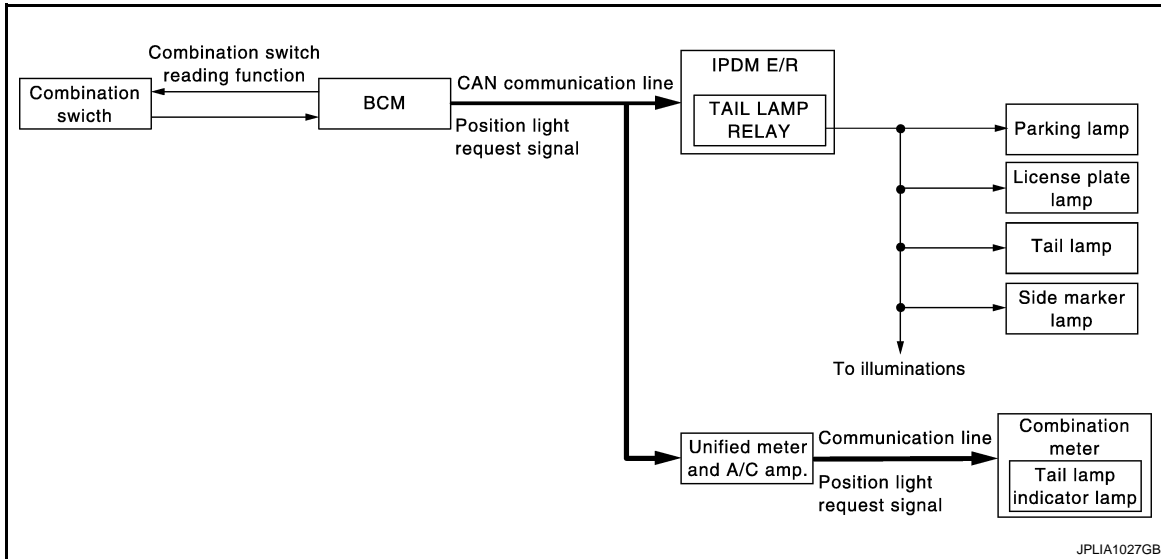 Combination switch
reading function
Combination
swicth
BCM
CAN communication line
Position light
request signal
IPDM E/R
TAIL LAMP
RELAY
Parking lamp
License plate
lamp
Tail lamp
Side marker
lamp
To illuminations
Unified meter
and A/C amp.
Communication line
Position light
request signal
Combination
meter
Tail lamp
indicator lamp
JPLIA1027GB